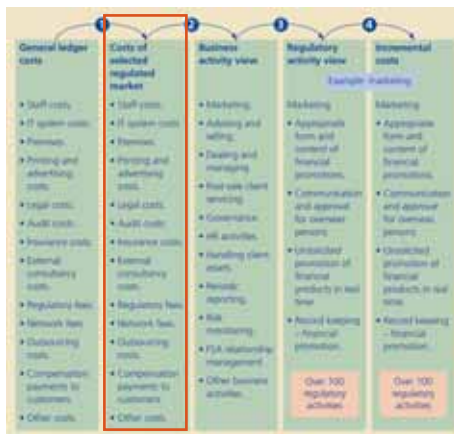 1
2
3
4
General ledger
costs
• Staff costs.
• IT system costs.
• Premises.
• Printing and
advertising
costs.
• Legal costs.
• Audit costs.
• Insurance costs.
• External
consultancy
costs.
• Regulatory fees.
• Network fees.
• Outsourcing
costs.
• Compensation
payments to
customers.
• Other costs.
Costs of
selected
regulated
market
• Staff costs.
• IT system costs.
• Premises.
• Printing and
advertising
costs.
• Legal costs.
• Audit costs.
• Insurance costs.
• External
consultancy
costs.
• Regulatory fees.
• Network fees.
• Outsourcing
costs.
• Compensation
payments to
customers.
• Other costs.
Business
activity view
• Marketing.
• Advising and
selling.
• Dealing and
managing.
• Post-sale client
servicing.
• Governance.
• HR activities.
• Handling client
assets.
• Periodic
reporting.
• Risk
monitoring.
• FSA relationship
management.
• Other business
activities.
Regulatory
activity view
Example: marketing
Marketing
• Appropriate
form and
content of
financial
promotions.
• Communication
and approval
for overseas
persons.
• Unsolicited
promotion of
financial
products in real
time.
• Record keeping
– financial
promotion.
Over 100
regulatory
activities
Incremental
costs
Marketing
• Appropriate
form and
content of
financial
promotions.
• Communication
and approval
for overseas
persons.
• Unsolicited
promotion of
financial
products in real
time.
• Record keeping
– financial
promotion.
Over 100
regulatory
activities